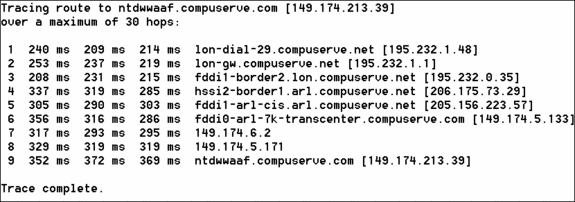 Tracing route to ntdwwaaf.compuserve.com [149.174.213.39]
over a maximum of 30 hops:
1 240 ms 209 ms 214 ms lon-dial-29.compuserve.net [195.232.1.48]
2 253 ms 237 ms 219 ms lon-gw.compuserve.net [195.232.1.1]
3 208 ms 231 ms 215 ms fddi1-border2.lon.compuserve.net [195.232.0.35]
4 337 ms 319 ms 285 ms hssi2-border1.arl.compuserve.net [206.175.73.29]
5 305 ms 290 ms 303 ms fddi1-arl-cis.arl.compuserve.net [205.156.223.57]
6 356 ms 316 ms 286 ms fddi0-arl-7k-transcenter.compuserve.com [149.174.5.133]
7 317 ms 293 ms 295 ms 149.174.6.2
8 329 ms 319 ms 319 ms 149.174.5.171
9 352 ms 372 ms 369 ms ntdwwaaf.compuserve.com [149.174.213.39]
Trace complete.